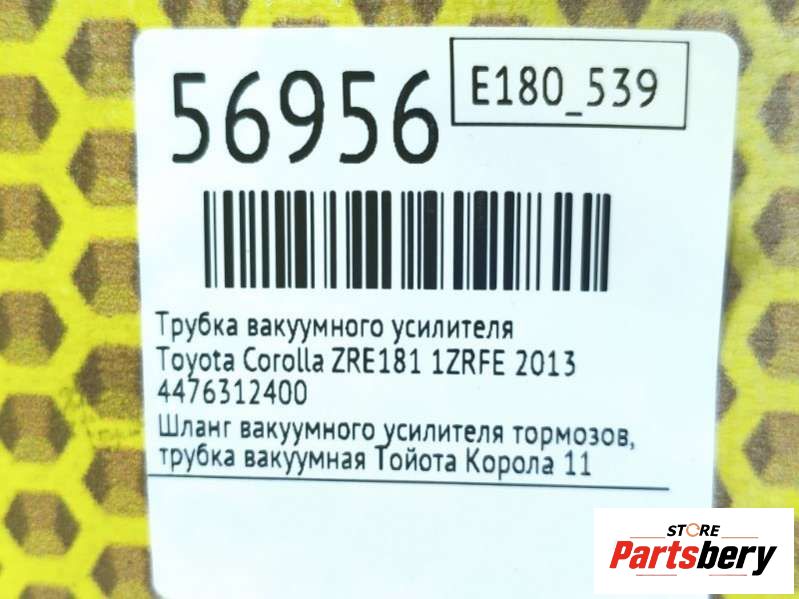 56956
E180_539
Трубка вакуумного усилителя
Toyota Corolla ZRE181 1ZRFE 2013
4476312400
Шланг вакуумного усилителя тормозов,
трубка вакуумная Тойота Корола 11
STORE
Partsbery